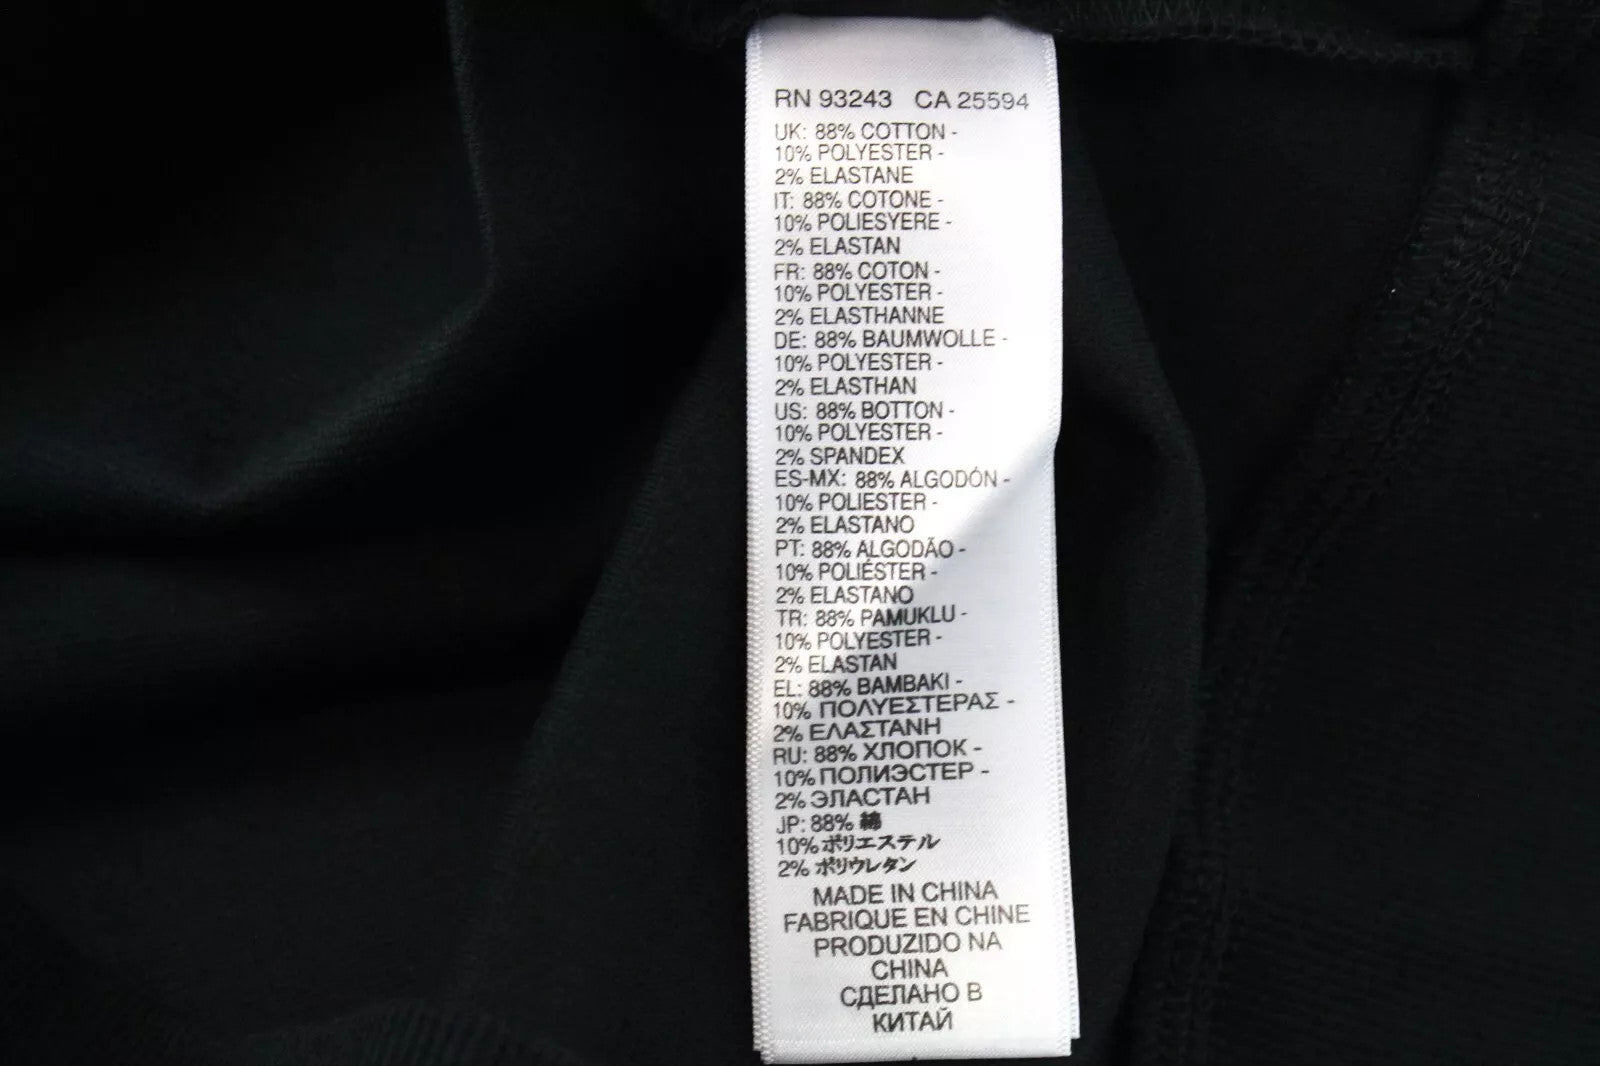 RN 93243 CA 25594
UK: 88% COTTON -
10% POLYESTER -
2% ELASTANE
IT: 88% COTONE -
10% POLIESYERE -
2% ELASTAN
FR: 88% COTON -
10% POLYESTER -
2% ELASTHANNE
DE: 88% BAUMWOLLE -
10% POLYESTER -
2% ELASTHAN
US: 88% BOTTON -
10% POLYESTER -
2% SPANDEX
ES-MX: 88% ALGODÓN -
10% POLIESTER -
2% ELASTANO
PT: 88% ALGODÃO -
10% POLIÉSTER -
2% ELASTANO
TR: 88% PAMUKLU -
10% POLYESTER -
2% ELASTAN
EL: 88% ΒΑΜΒΑΚΙ -
10% ΠΟΛΥΕΣΤΕΡΑΣ -
2% ΕΛΑΣΤΑΝΗ
RU: 88% ХЛОПОК -
10% ПОЛИЭСТЕР -
2% ЭЛАСТАН
JP: 88% 綿
10% ポリエステル
2% ポリウレタン
MADE IN CHINA
FABRIQUE EN CHINE
PRODUZIDO NA
CHINA
СДЕЛАНО В
КИТАЙ